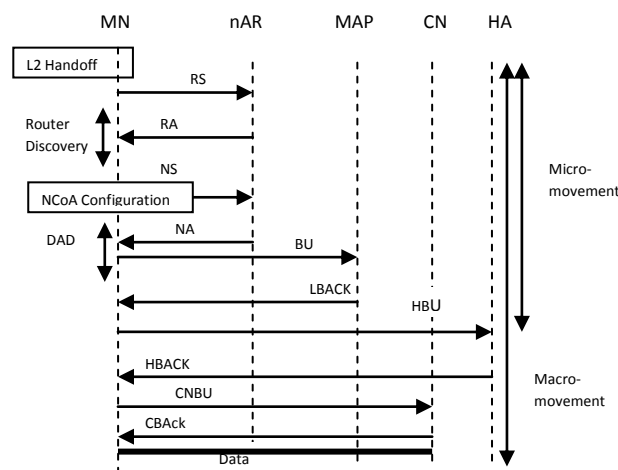 MN nAR MAP CN HA
L2 Handoff
RS
Router
Discovery
RA
NS
Micro-
movement
NCoA Configuration
NA
DAD
BU
LBACK
HBU
HBACK
Macro-
movement
CNBU
CBAck
Data